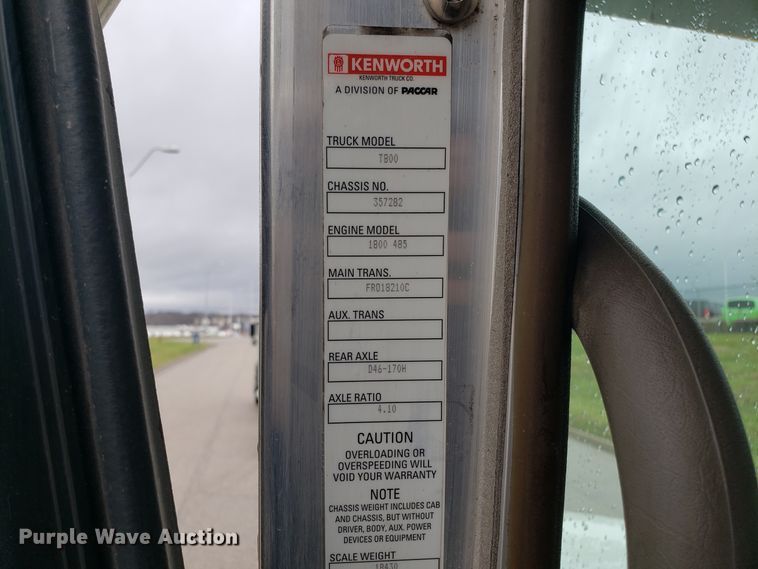 KENWORTH
KENWORTH TRUCK CO.
A DIVISION OF PACCAR
TRUCK MODEL
T800
CHASSIS NO.
357282
ENGINE MODEL
1800 485
MAIN TRANS.
FRO18210C
AUX. TRANS
REAR AXLE
D46-170H
AXLE RATIO
4.10
CAUTION
OVERLOADING OR
OVERSPEEDING WILL
VOID YOUR WARRANTY
NOTE
CHASSIS WEIGHT INCLUDES CAB
AND CHASSIS, BUT WITHOUT
DRIVER, BODY, AUX. POWER
DEVICES OR EQUIPMENT
SCALE WEIGHT
Purple Wave Auction